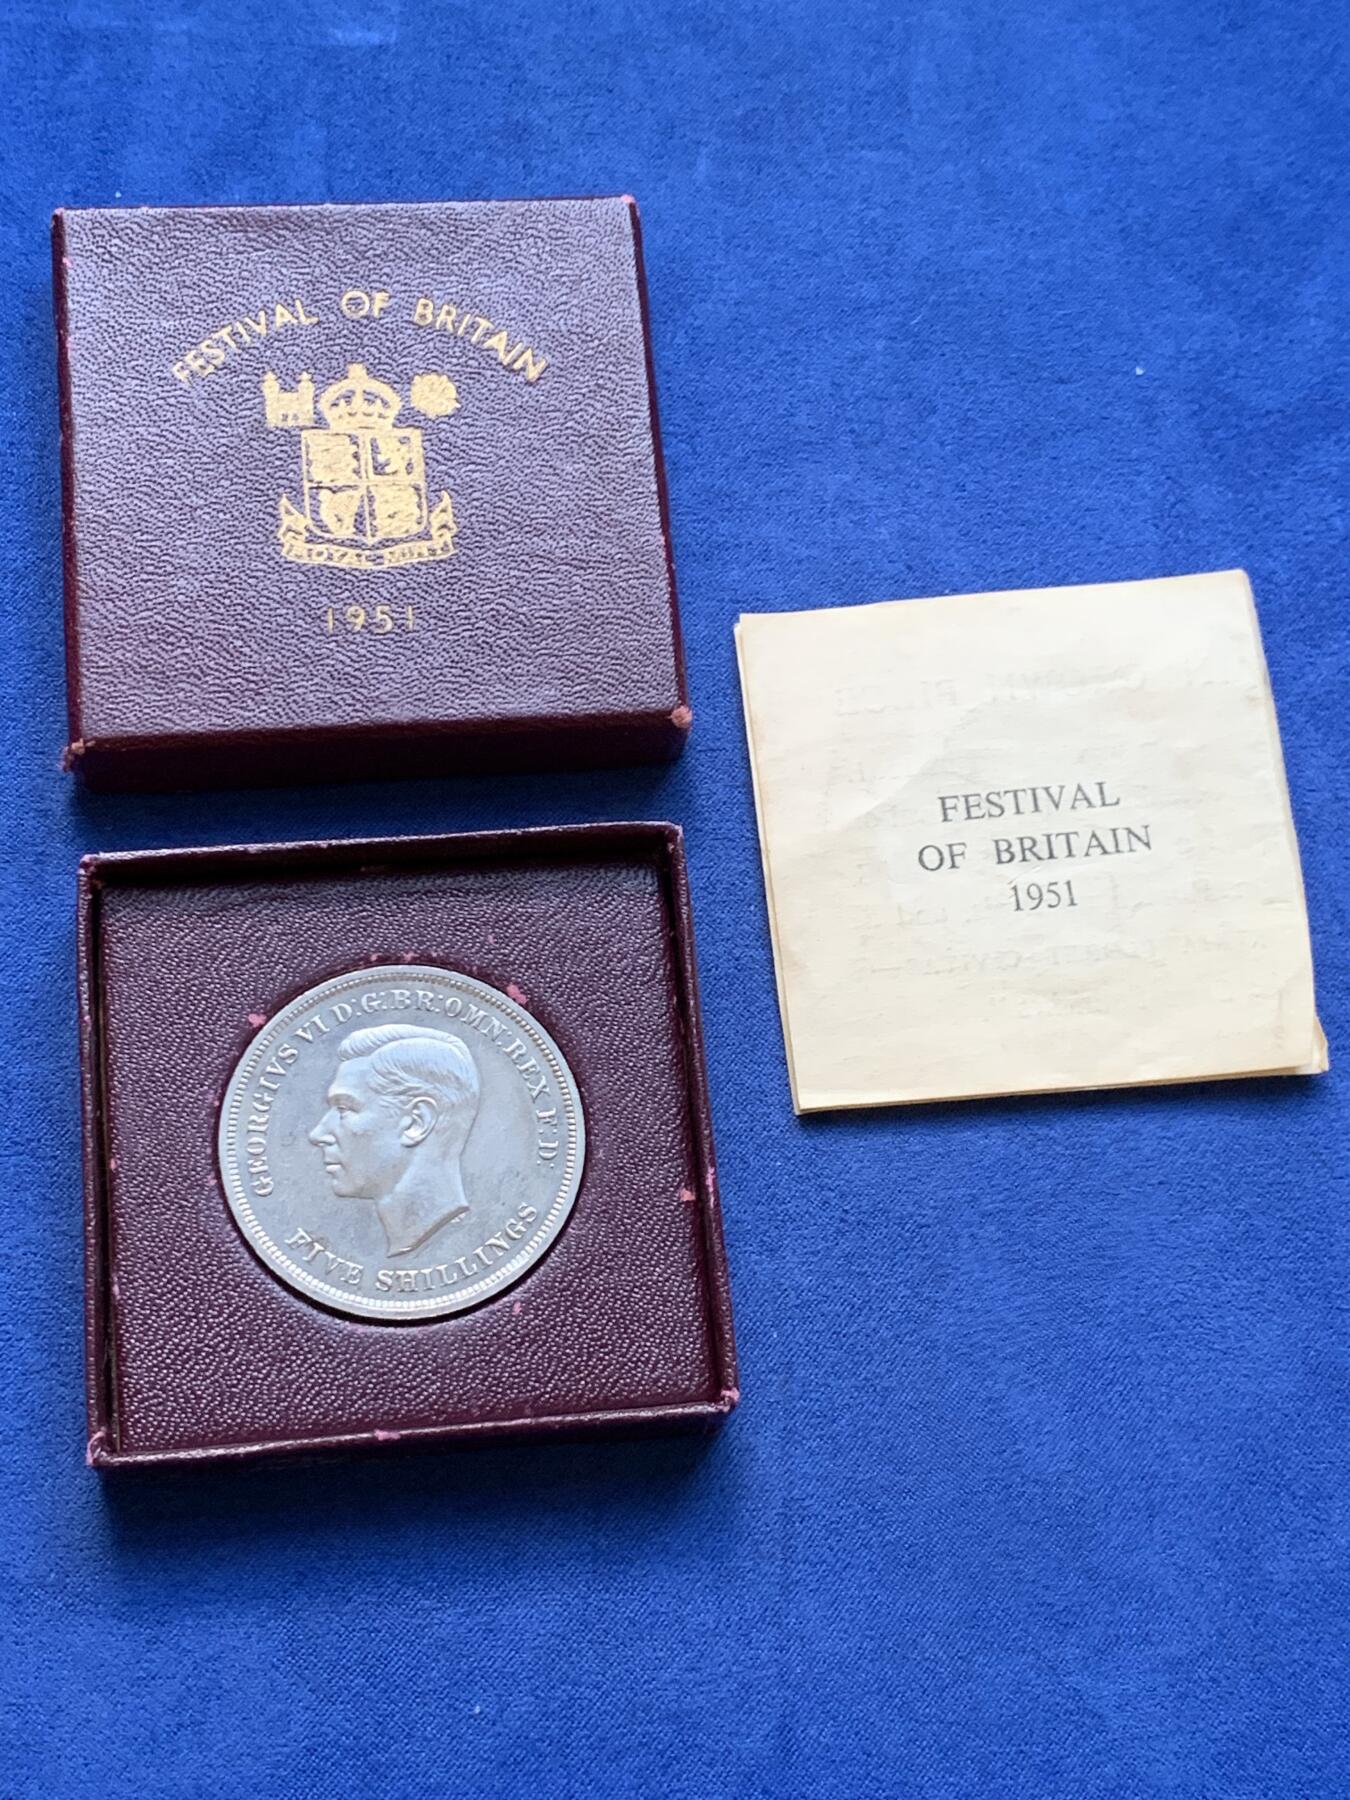 FESTIVAL OF BRITAIN
ROYAL MINT
1951
GEORGIVS VI D:G:BR:OMN:REX F:D:
FIVE SHILLINGS
FESTIVAL
OF BRITAIN
1951